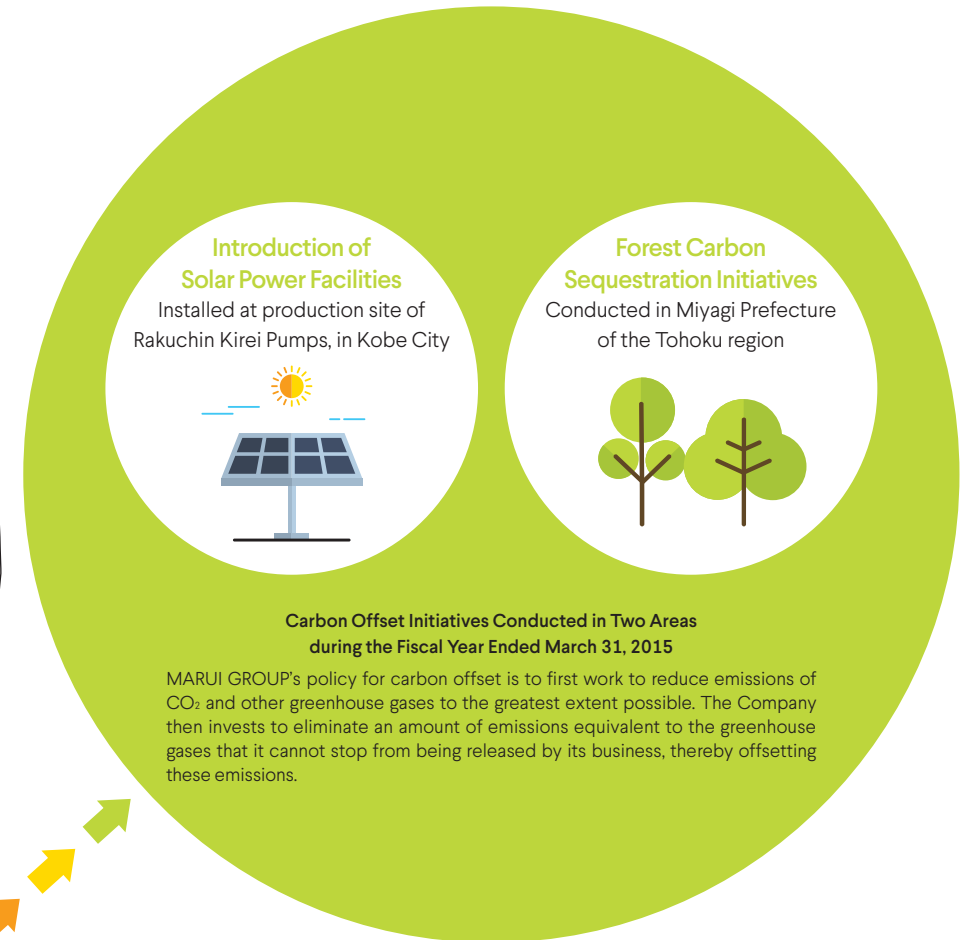 Introduction of
Solar Power Facilities
Installed at production site of
Rakuchin Kirei Pumps, in Kobe City
Forest Carbon
Sequestration Initiatives
Conducted in Miyagi Prefecture
of the Tohoku region
Carbon Offset Initiatives Conducted in Two Areas
during the Fiscal Year Ended March 31, 2015
MARUI GROUP's policy for carbon offset is to first work to reduce emissions of
CO₂ and other greenhouse gases to the greatest extent possible. The Company
then invests to eliminate an amount of emissions equivalent to the greenhouse
gases that it cannot stop from being released by its business, thereby offsetting
these emissions.